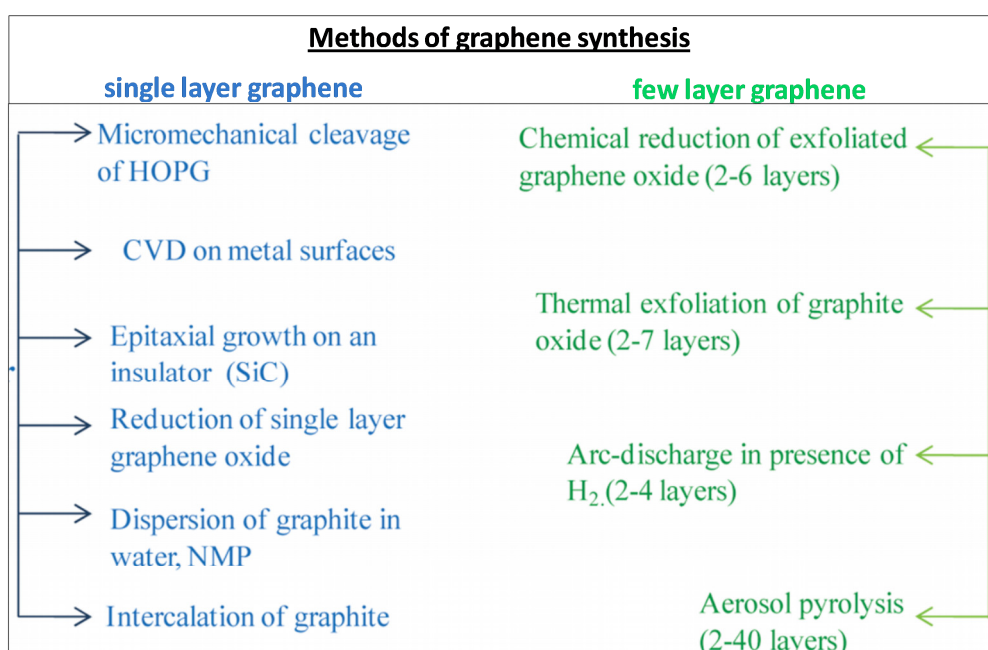 Methods of graphene synthesis
single layer graphene
few layer graphene
Micromechanical cleavage
of HOPG
CVD on metal surfaces
Epitaxial growth on an
insulator (SiC)
Reduction of single layer
graphene oxide
Dispersion of graphite in
water, NMP
Intercalation of graphite
Chemical reduction of exfoliated
graphene oxide (2-6 layers)
Thermal exfoliation of graphite
oxide (2-7 layers)
Arc-discharge in presence of
H₂.(2-4 layers)
Aerosol pyrolysis
(2-40 layers)